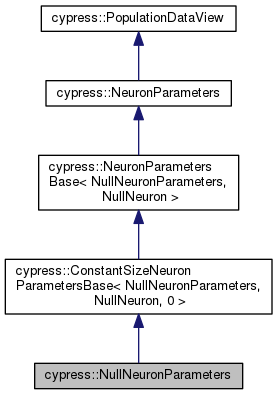 cypress::PopulationDataView
cypress::NeuronParameters
cypress::NeuronParameters
Base< NullNeuronParameters,
NullNeuron >
cypress::ConstantSizeNeuron
ParametersBase< NullNeuronParameters,
NullNeuron, 0 >
cypress::NullNeuronParameters